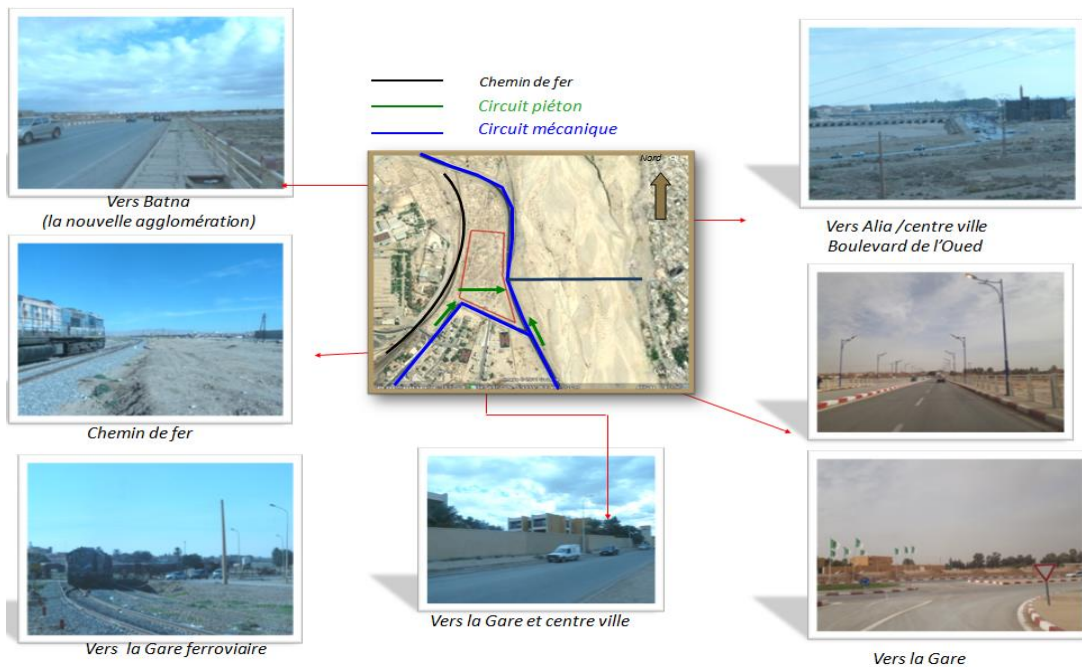 Chemin de fer
Circuit piéton
Circuit mécanique
Nord
Vers Batna
(la nouvelle agglomération)
Vers Alia /centre ville
Boulevard de l'Oued
Chemin de fer
Vers la Gare ferroviaire
Vers la Gare et centre ville
Vers la Gare